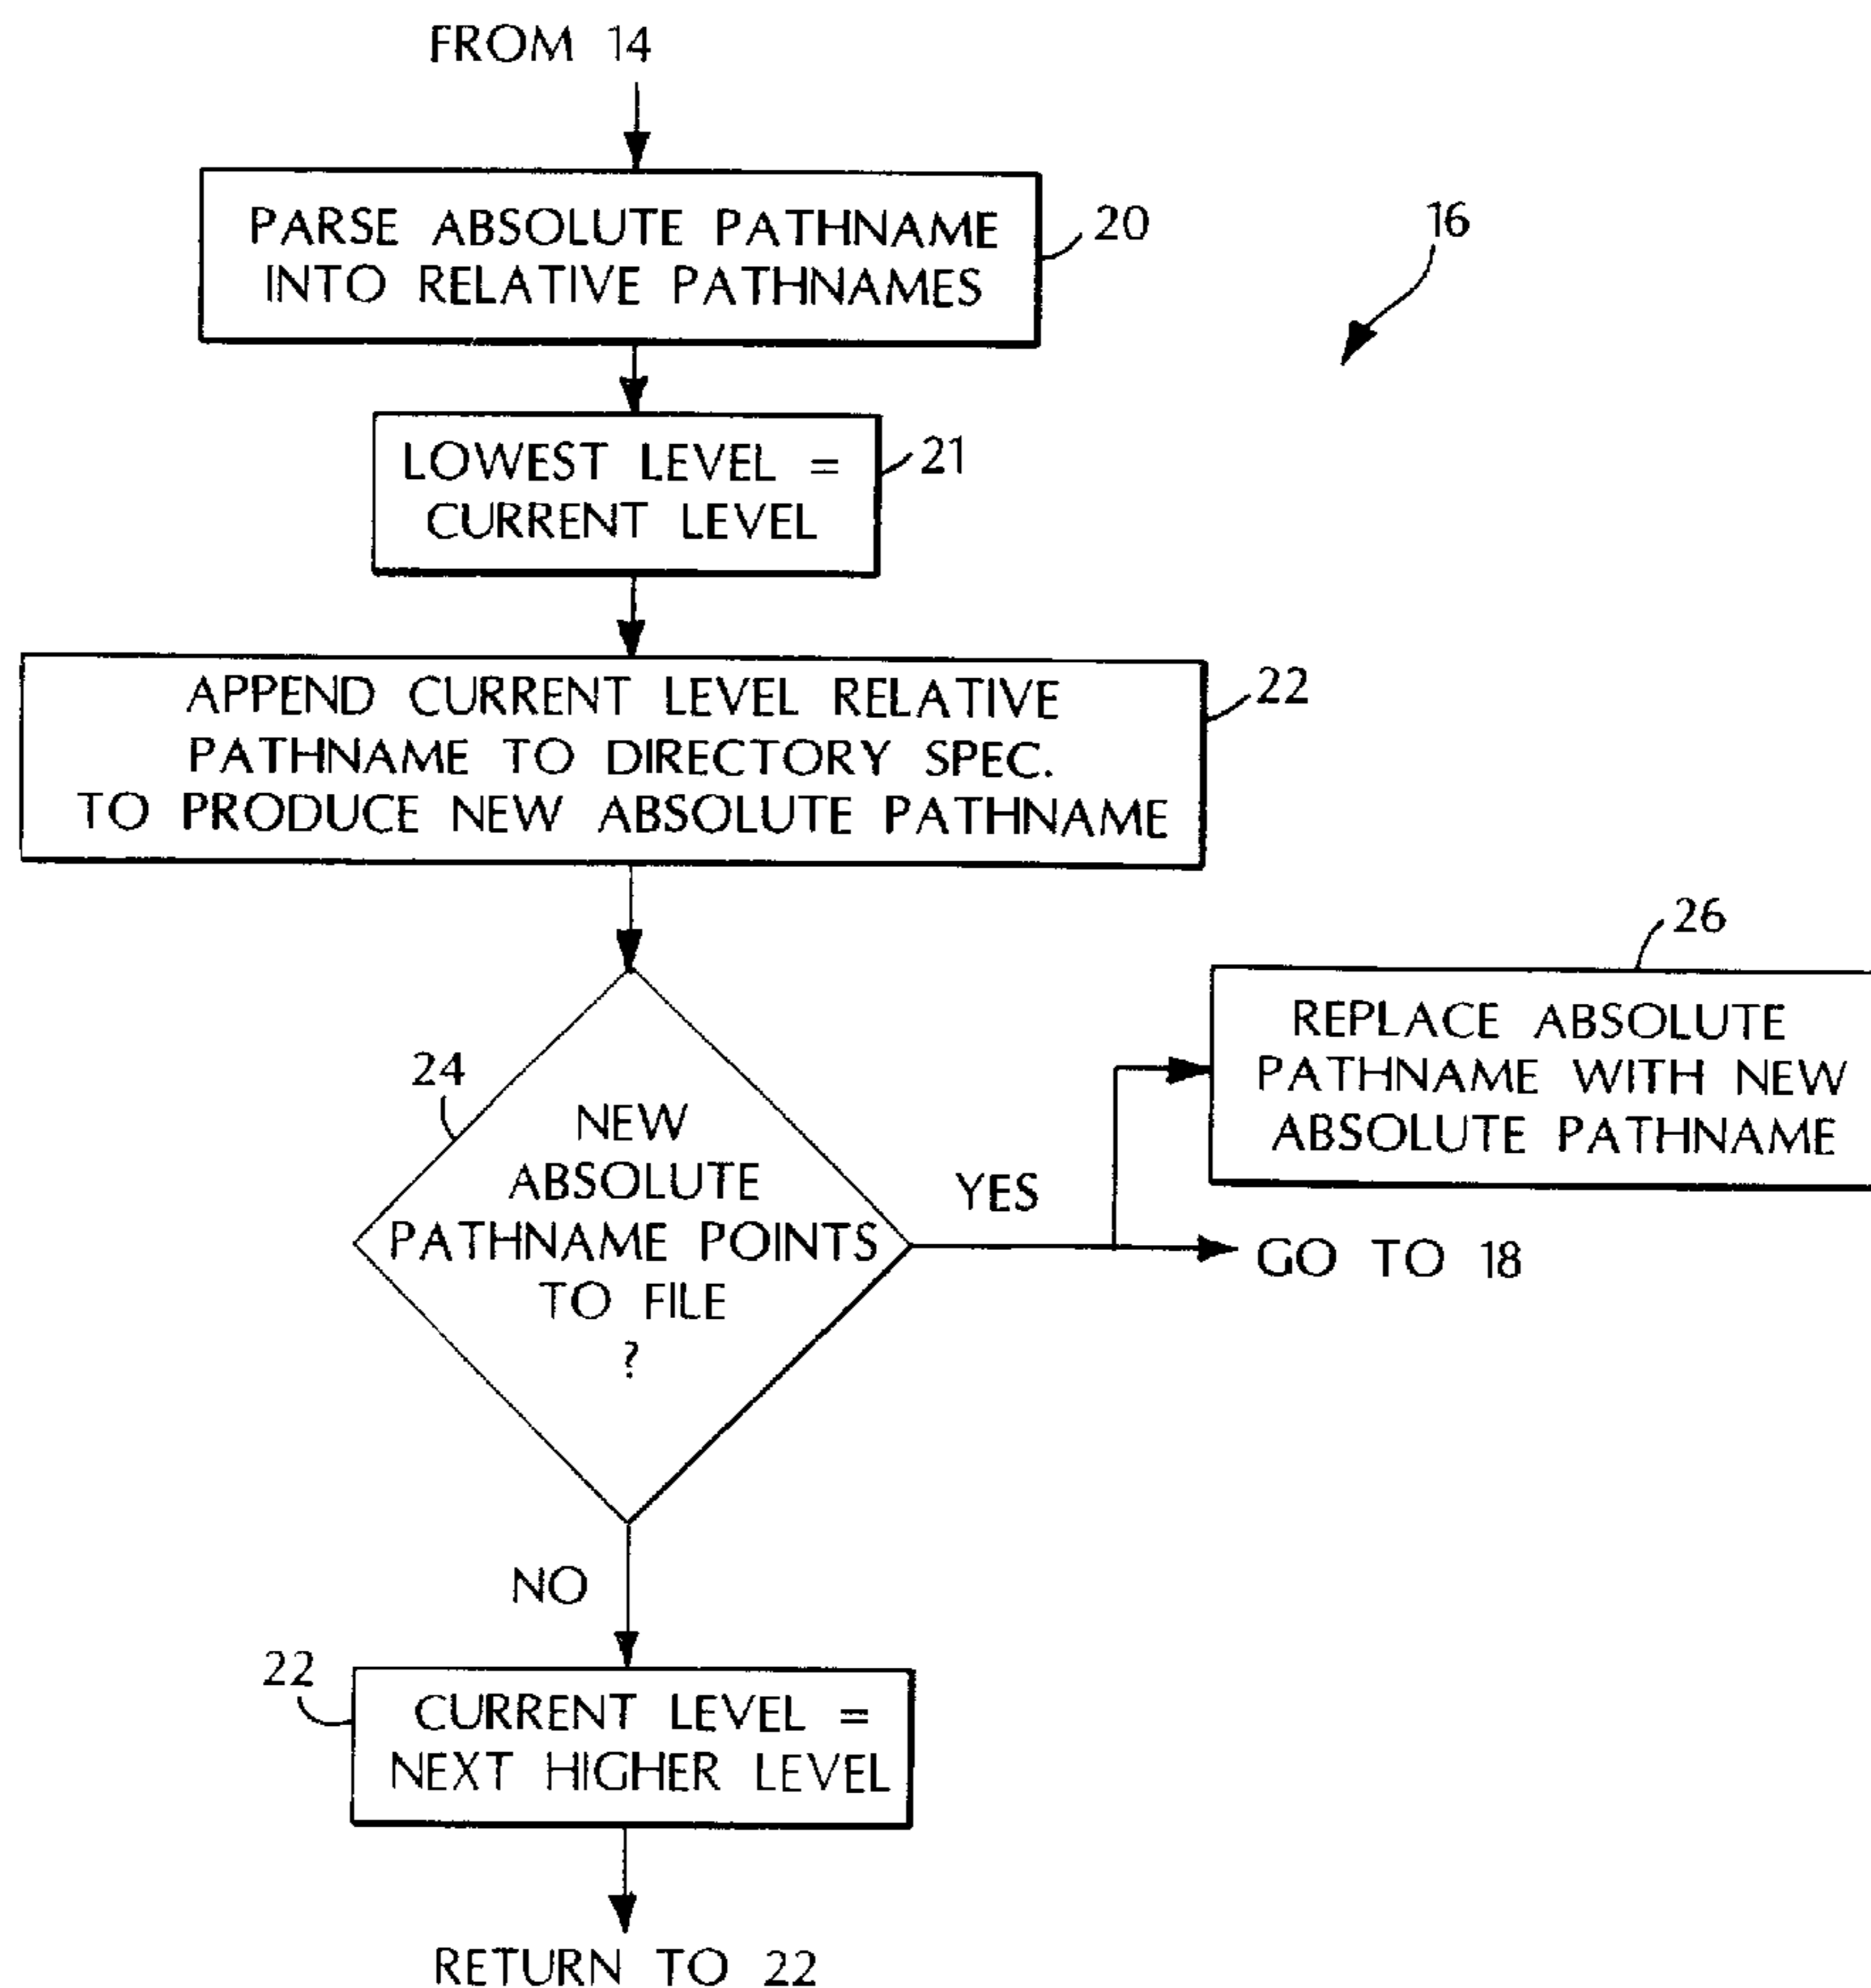 FROM 14
PARSE ABSOLUTE PATHNAME
INTO RELATIVE PATHNAMES
20
16
LOWEST LEVEL =
CURRENT LEVEL
21
APPEND CURRENT LEVEL RELATIVE
PATHNAME TO DIRECTORY SPEC.
TO PRODUCE NEW ABSOLUTE PATHNAME
22
26
REPLACE ABSOLUTE
PATHNAME WITH NEW
ABSOLUTE PATHNAME
24
NEW
ABSOLUTE
PATHNAME POINTS
TO FILE
?
YES
GO TO 18
NO
22
CURRENT LEVEL =
NEXT HIGHER LEVEL
RETURN TO 22